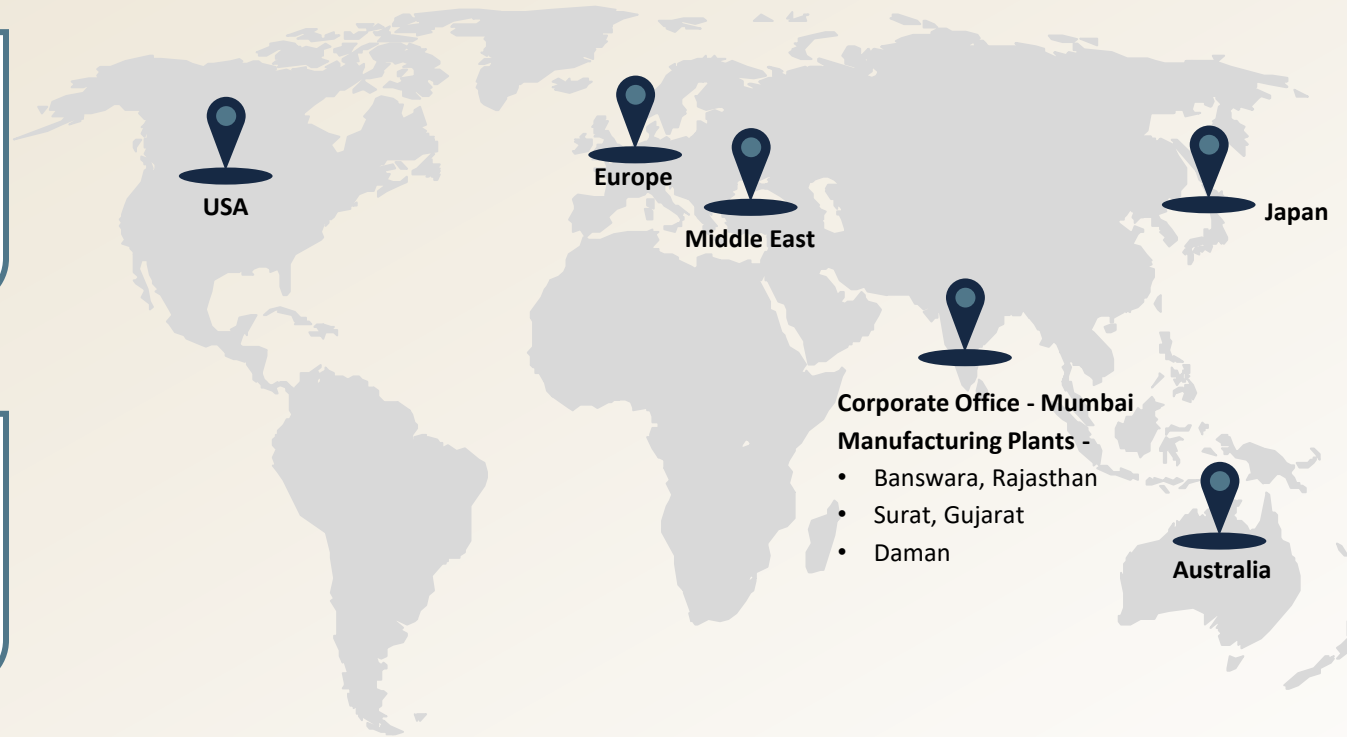 USA
Europe
Middle East
Japan
Corporate Office - Mumbai
Manufacturing Plants -
• Banswara, Rajasthan
• Surat, Gujarat
• Daman
Australia